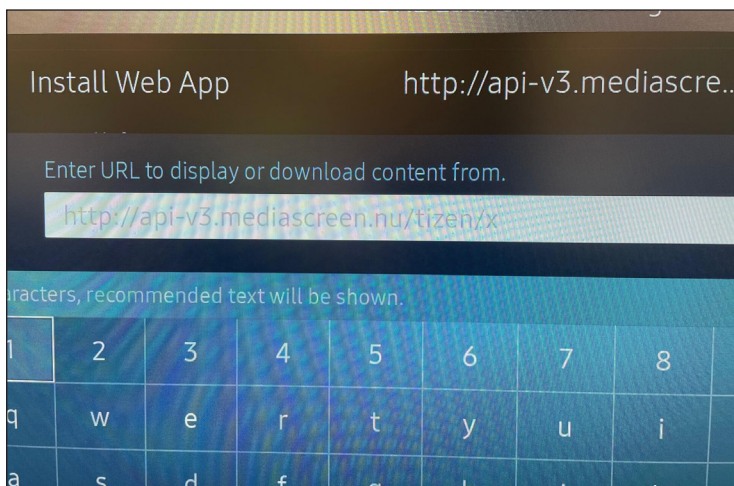 Install Web App
http://api-v3.mediascre..
Enter URL to display or download content from.
http://api-v3.mediascreen.nu/tizen/x
aracters, recommended text will be shown.
1 2 3 4 5 6 7 8
q w e r t y u i
a s d f